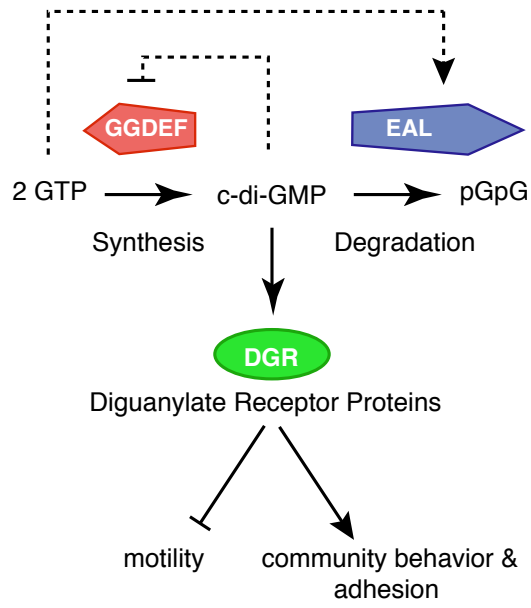 GGDEF
EAL
2 GTP
c-di-GMP
pGpG
Synthesis
Degradation
DGR
Diguanylate Receptor Proteins
motility
community behavior &
adhesion